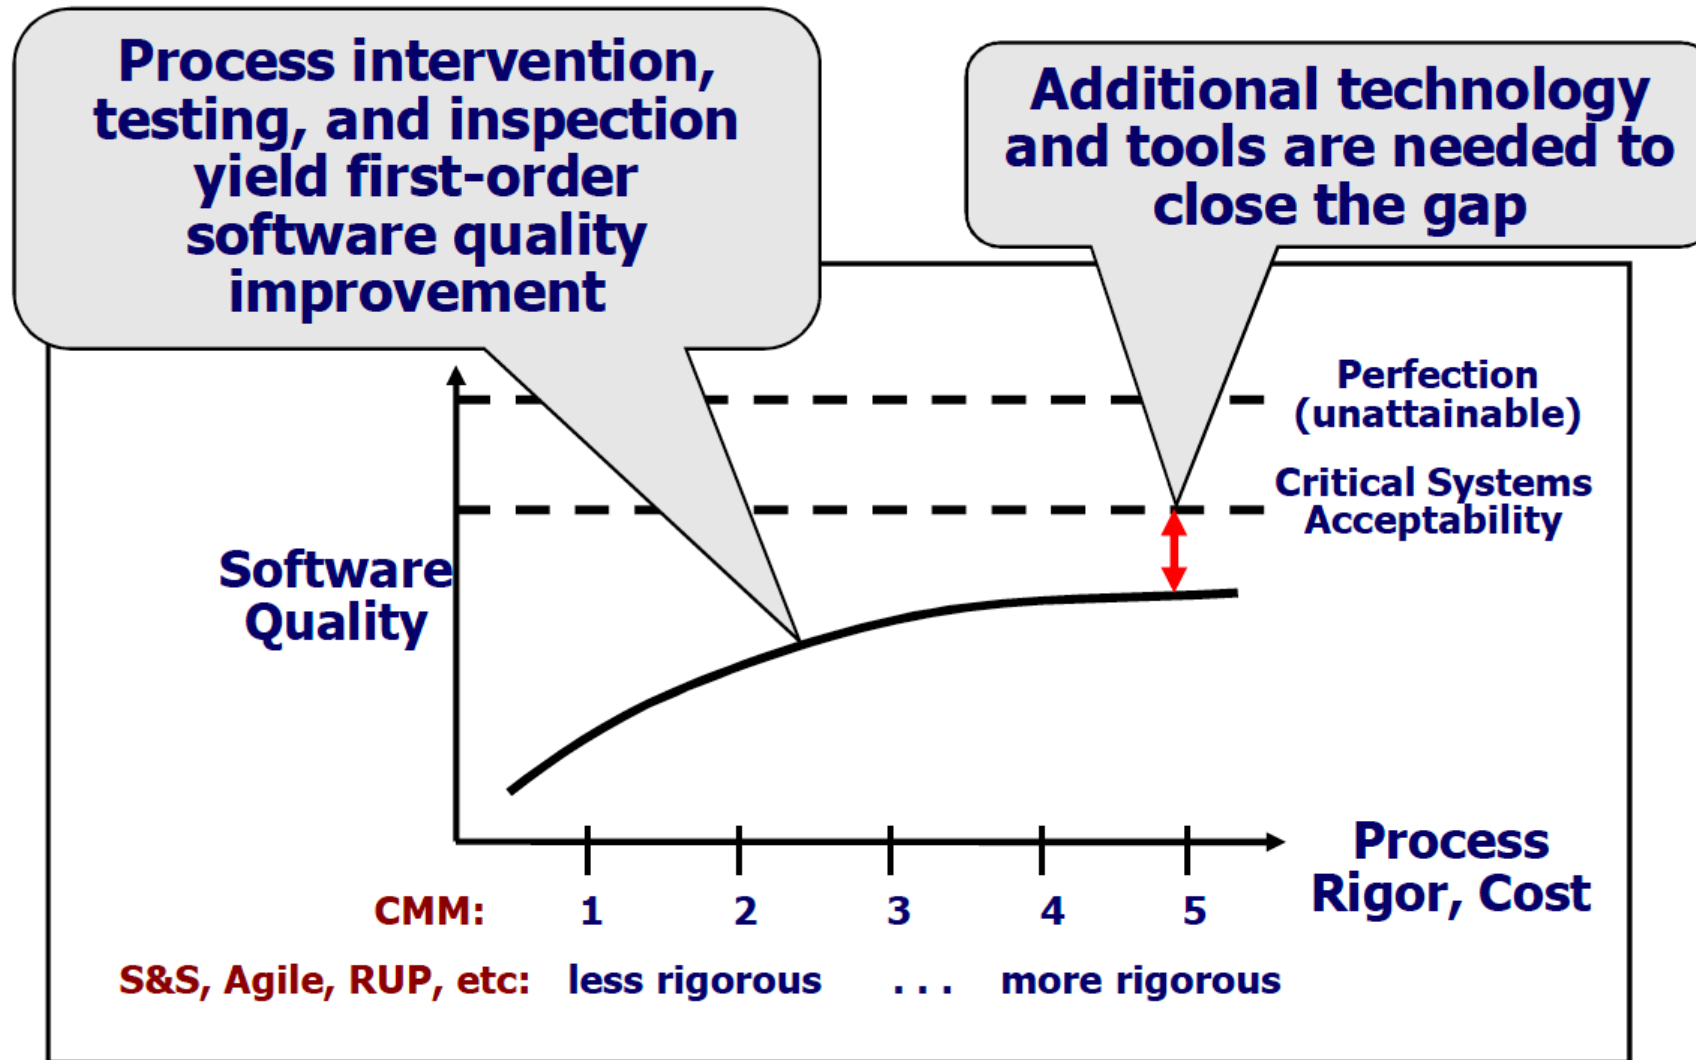 Process intervention,
testing, and inspection
yield first-order
software quality
improvement
Additional technology
and tools are needed to
close the gap
Perfection
(unattainable)
Critical Systems
Acceptability
Software
Quality
Process
Rigor, Cost
CMM: 1 2 3 4 5
S&S, Agile, RUP, etc: less rigorous . . . more rigorous